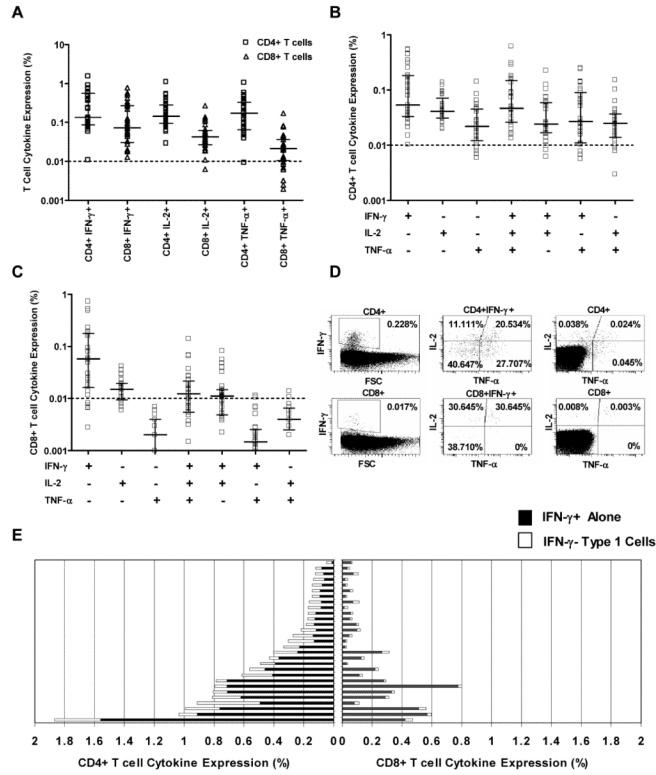 A
□ CD4+ T cells
△ CD8+ T cells
T Cell Cytokine Expression (%)
10
1
0.1
0.01
0.001
CD4+ IFN-γ+
CD8+ IFN-γ+
CD4+ IL-2+
CD8+ IL-2+
CD4+ TNF-α+
CD8+ TNF-α+
B
CD4+ T cell Cytokine Expression (%)
1
0.1
0.01
0.001
IFN-γ + - - + + + -
IL-2 - + - + + - +
TNF-α - - + + - + +
C
CD8+ T cell Cytokine Expression (%)
1
0.1
0.01
0.001
IFN-γ + - - + + + -
IL-2 - + - + + - +
TNF-α - - + + - + +
D
CD4+
IFN-γ
0.228%
FSC
CD4+IFN-γ+
IL-2
11.111% 20.534%
40.647% 27.707%
TNF-α
CD4+
IL-2
0.038% 0.024%
0.045%
TNF-α
CD8+
IFN-γ
0.017%
FSC
CD8+IFN-γ+
IL-2
30.645% 30.645%
38.710% 0%
TNF-α
CD8+
IL-2
0.008% 0.003%
0%
TNF-α
IFN-γ+ Alone
IFN-γ- Type 1 Cells
E
2 1.8 1.6 1.4 1.2 1 0.8 0.6 0.4 0.2 0
CD4+ T cell Cytokine Expression (%)
0 0.2 0.4 0.6 0.8 1 1.2 1.4 1.6 1.8 2
CD8+ T cell Cytokine Expression (%)